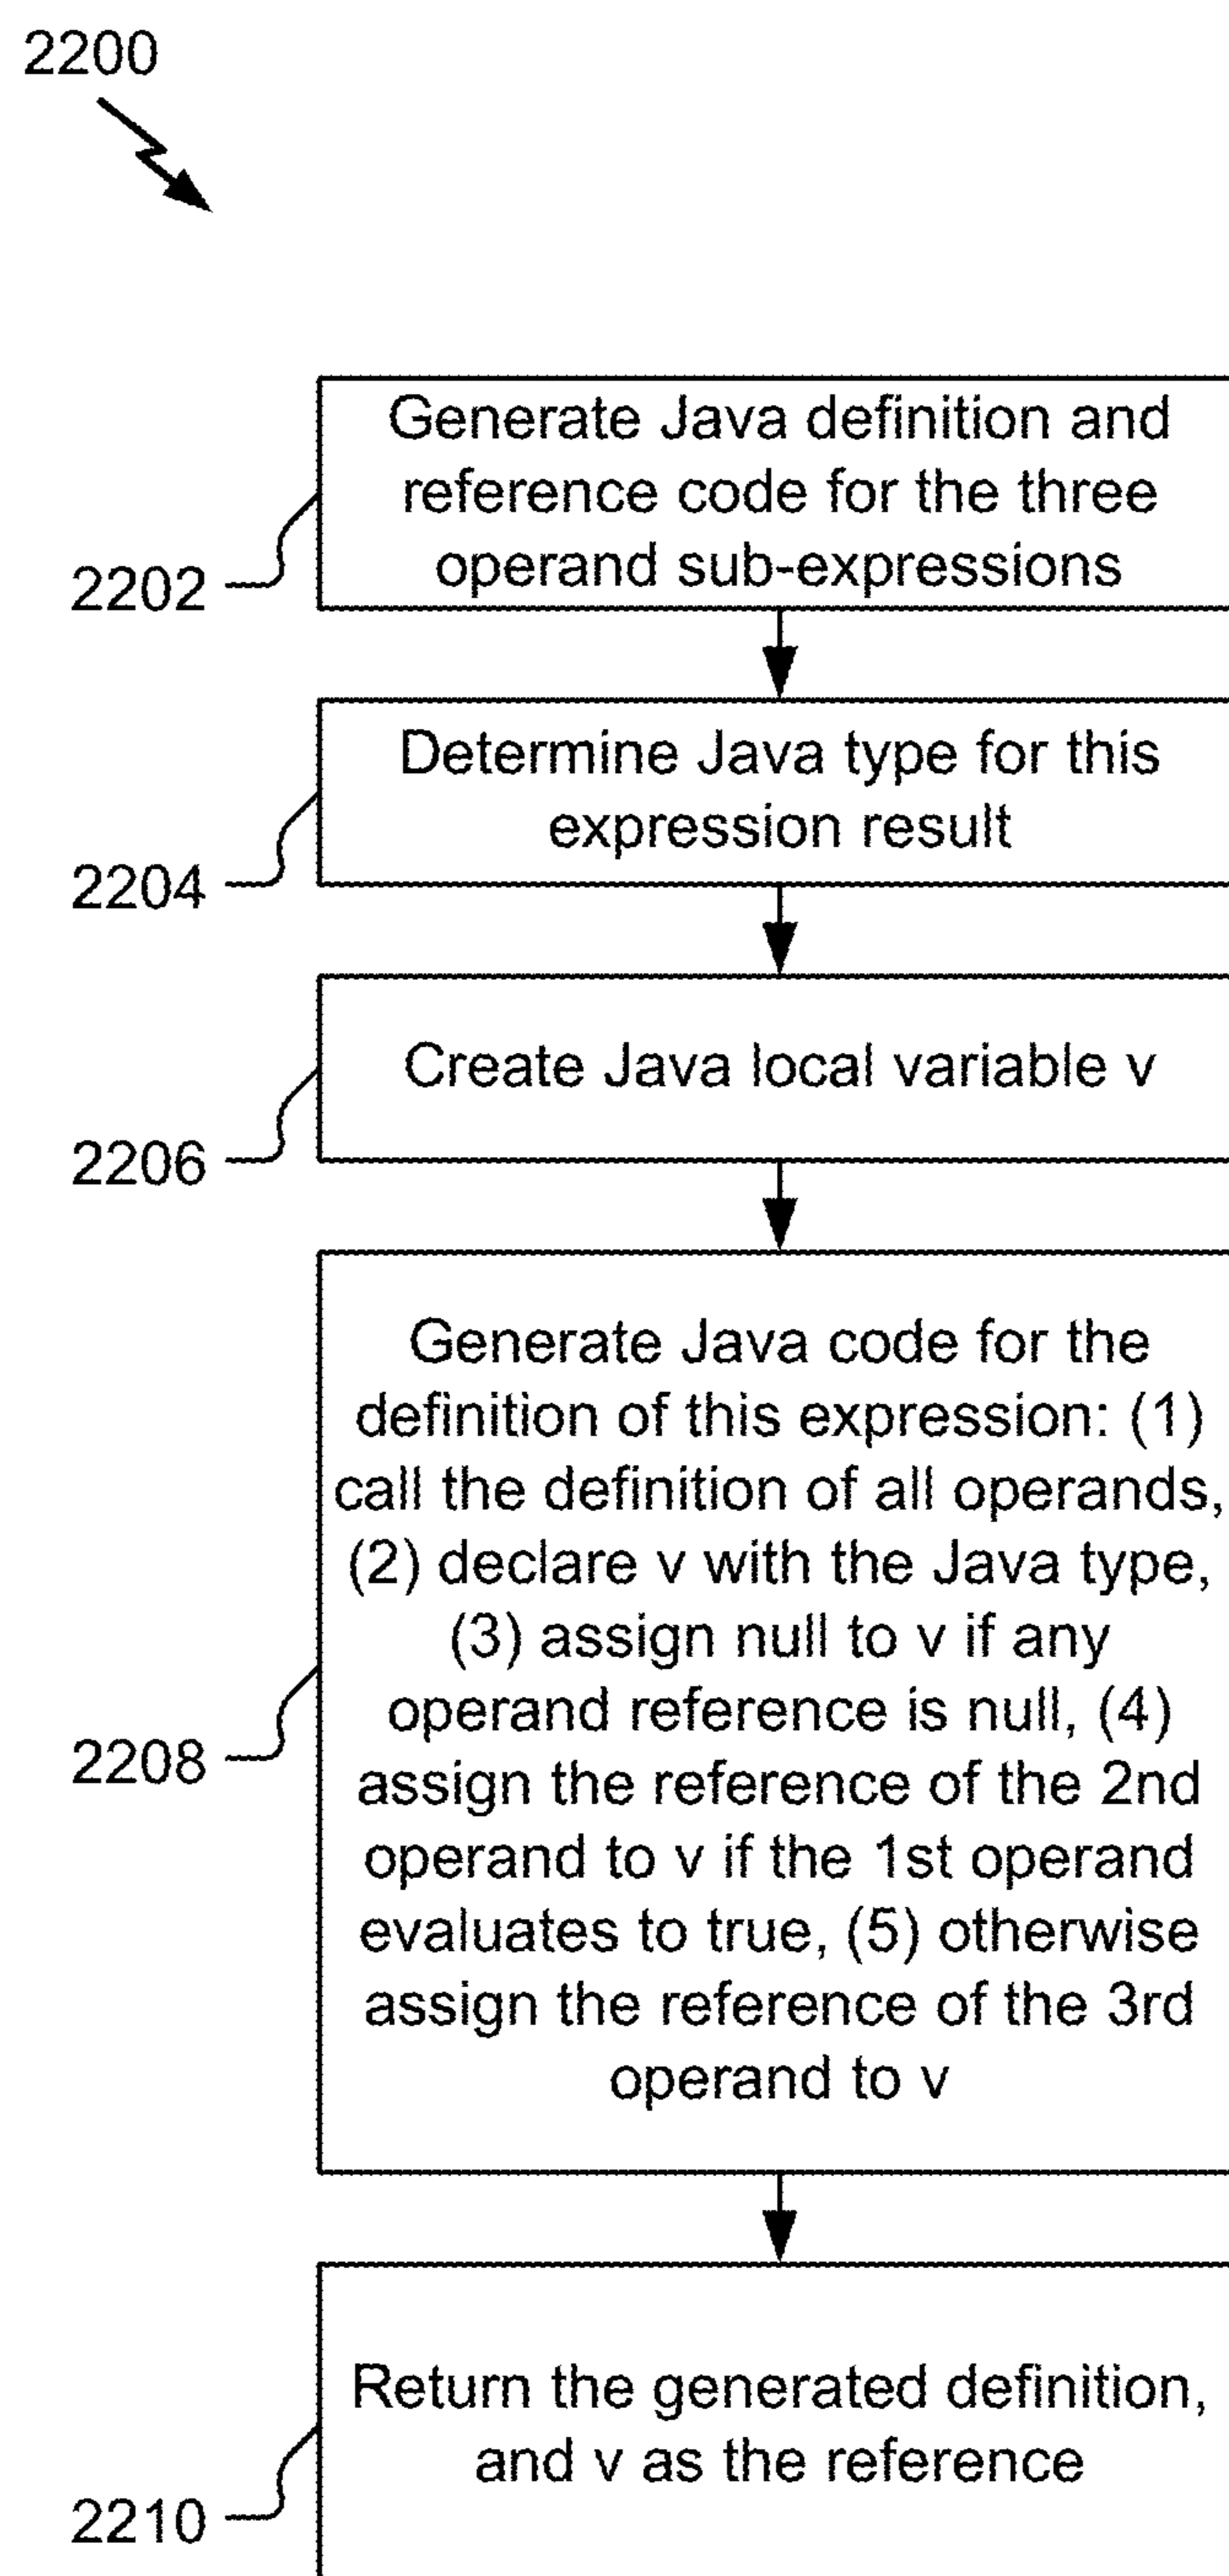 2200
Generate Java definition and
reference code for the three
operand sub-expressions
2202
Determine Java type for this
expression result
2204
Create Java local variable v
2206
Generate Java code for the
definition of this expression: (1)
call the definition of all operands,
(2) declare v with the Java type,
(3) assign null to v if any
operand reference is null, (4)
assign the reference of the 2nd
operand to v if the 1st operand
evaluates to true, (5) otherwise
assign the reference of the 3rd
operand to v
2208
Return the generated definition,
and v as the reference
2210